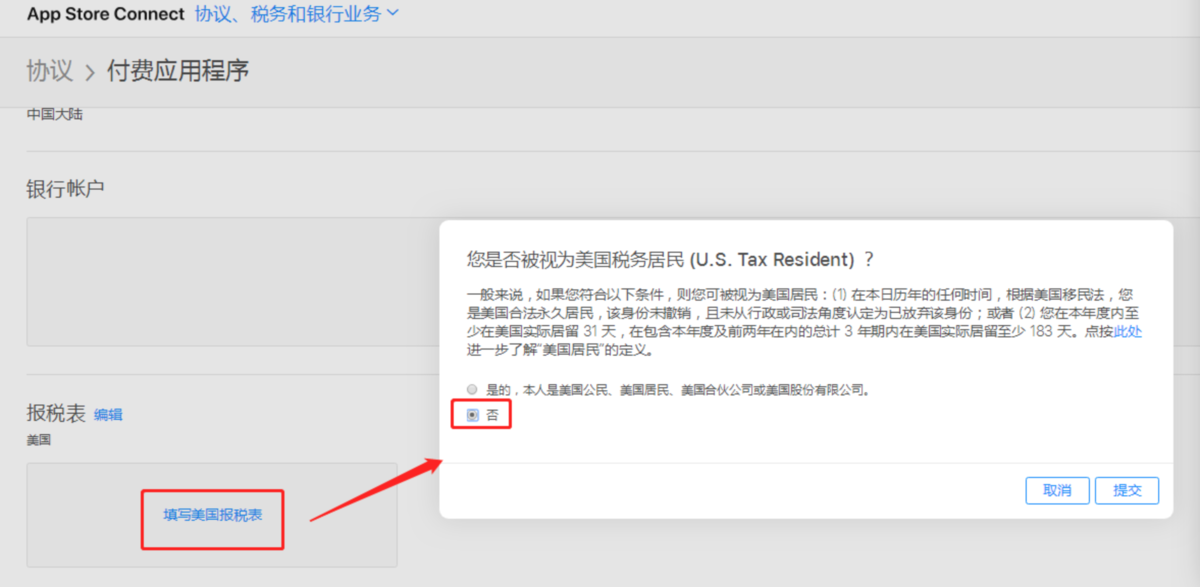 App Store Connect 协议、税务和银行业务
协议 > 付费应用程序
中国大陆
银行帐户
报税表 编辑
美国
填写美国报税表
您是否被视为美国税务居民 (U.S. Tax Resident) ？
一般来说，如果您符合以下条件，则您可被视为美国居民：(1) 在本日历年的任何时间，根据美国移民法，您
是美国合法永久居民，该身份未撤销，且未从行政或司法角度认定为已放弃该身份；或者 (2) 您在本年度内至
少在美国实际居留 31 天，在包含本年度及前两年在内的总计 3 年期内在美国实际居留至少 183 天。点按此处
进一步了解“美国居民”的定义。
是的，本人是美国公民、美国居民、美国合伙公司或美国股份有限公司。
否
取消 提交